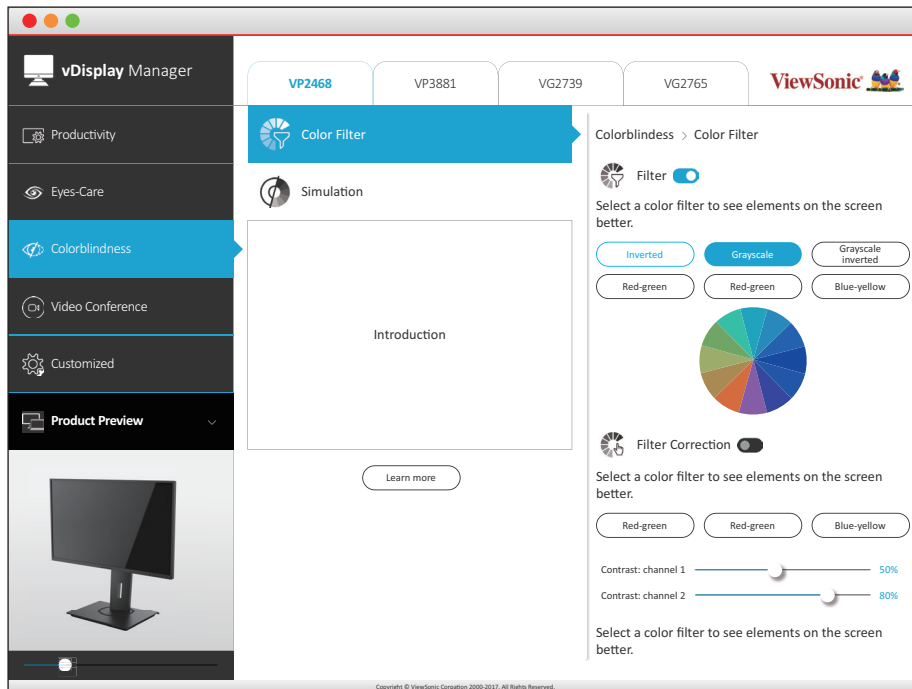 vDisplay Manager
VP2468
VP3881
VG2739
VG2765
ViewSonic
Productivity
Eyes-Care
Colorblindness
Video Conference
Customized
Product Preview
Color Filter
Simulation
Introduction
Learn more
Colorblindness > Color Filter
Filter
Select a color filter to see elements on the screen
better.
Inverted
Grayscale
Grayscale
inverted
Red-green
Red-green
Blue-yellow
Filter Correction
Select a color filter to see elements on the screen
better.
Red-green
Red-green
Blue-yellow
Contrast: channel 1 50%
Contrast: channel 2 80%
Select a color filter to see elements on the screen
better.
Copyright © ViewSonic Corpoation 2000-2017. All Rights Reserved.